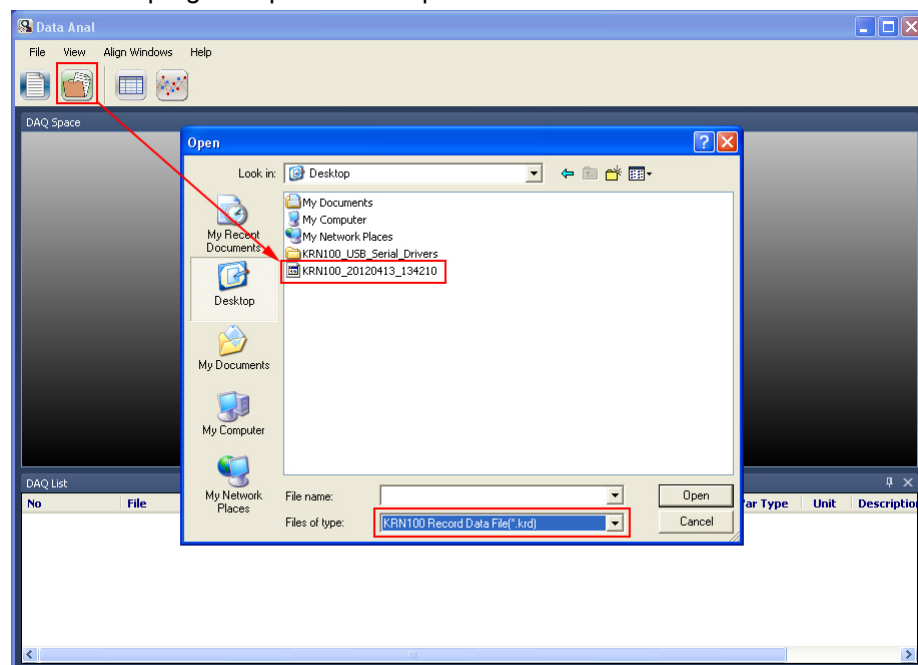 Data Anal
File View Align Windows Help
DAQ Space
Open
Look in: Desktop
My Recent
Documents
Desktop
My Documents
My Computer
My Network
Places
My Documents
My Computer
My Network Places
KRN100_USB_Serial_Drivers
KRN100_20120413_134210
File name: Open
Files of type: KRN100 Record Data File(*.krd) Cancel
DAQ List
No File Var Type Unit Description